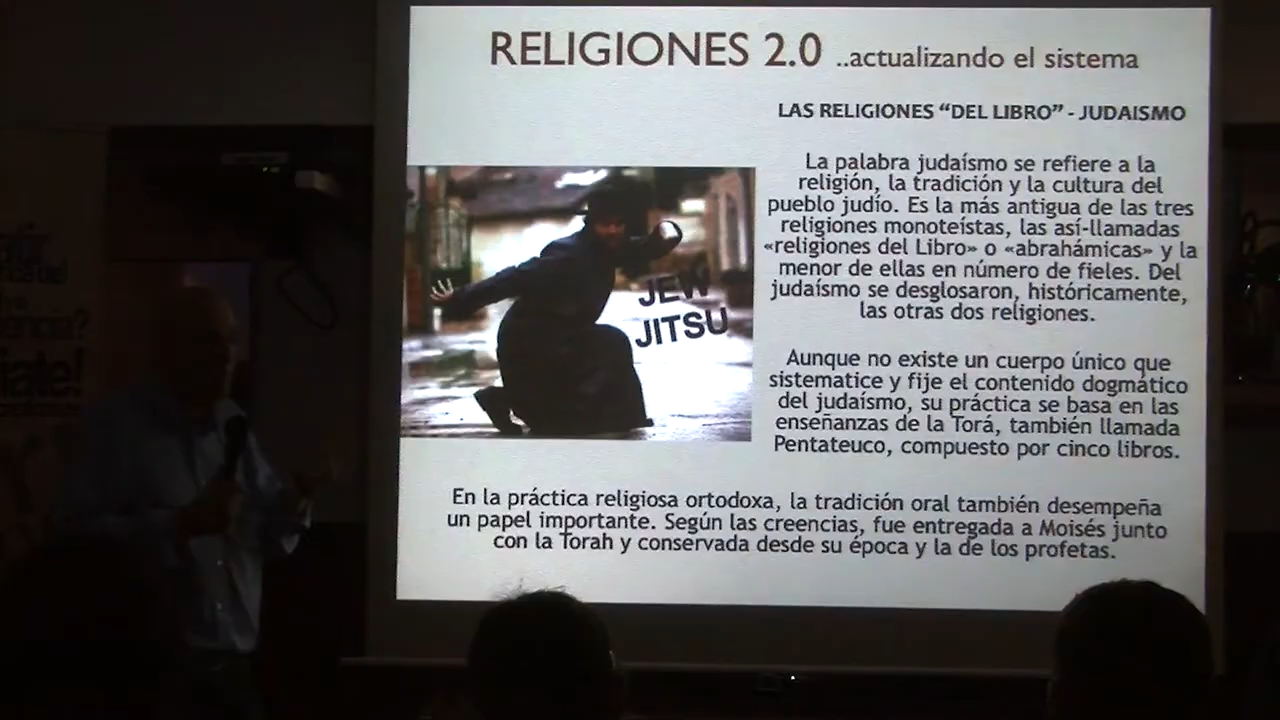 RELIGIONES 2.0 ..actualizando el sistema
LAS RELIGIONES “DEL LIBRO” - JUDAISMO
La palabra judaísmo se refiere a la
religión, la tradición y la cultura del
pueblo judío. Es la más antigua de las tres
religiones monoteístas, las así-llamadas
«religiones del Libro» o «abrahámicas» y la
menor de ellas en número de fieles. Del
judaísmo se desglosaron, históricamente,
las otras dos religiones.
JEW
JITSU
Aunque no existe un cuerpo único que
sistematice y fije el contenido dogmático
del judaísmo, su práctica se basa en las
enseñanzas de la Torá, también llamada
Pentateuco, compuesto por cinco libros.
En la práctica religiosa ortodoxa, la tradición oral también desempeña
un papel importante. Según las creencias, fue entregada a Moisés junto
con la Torah y conservada desde su época y la de los profetas.